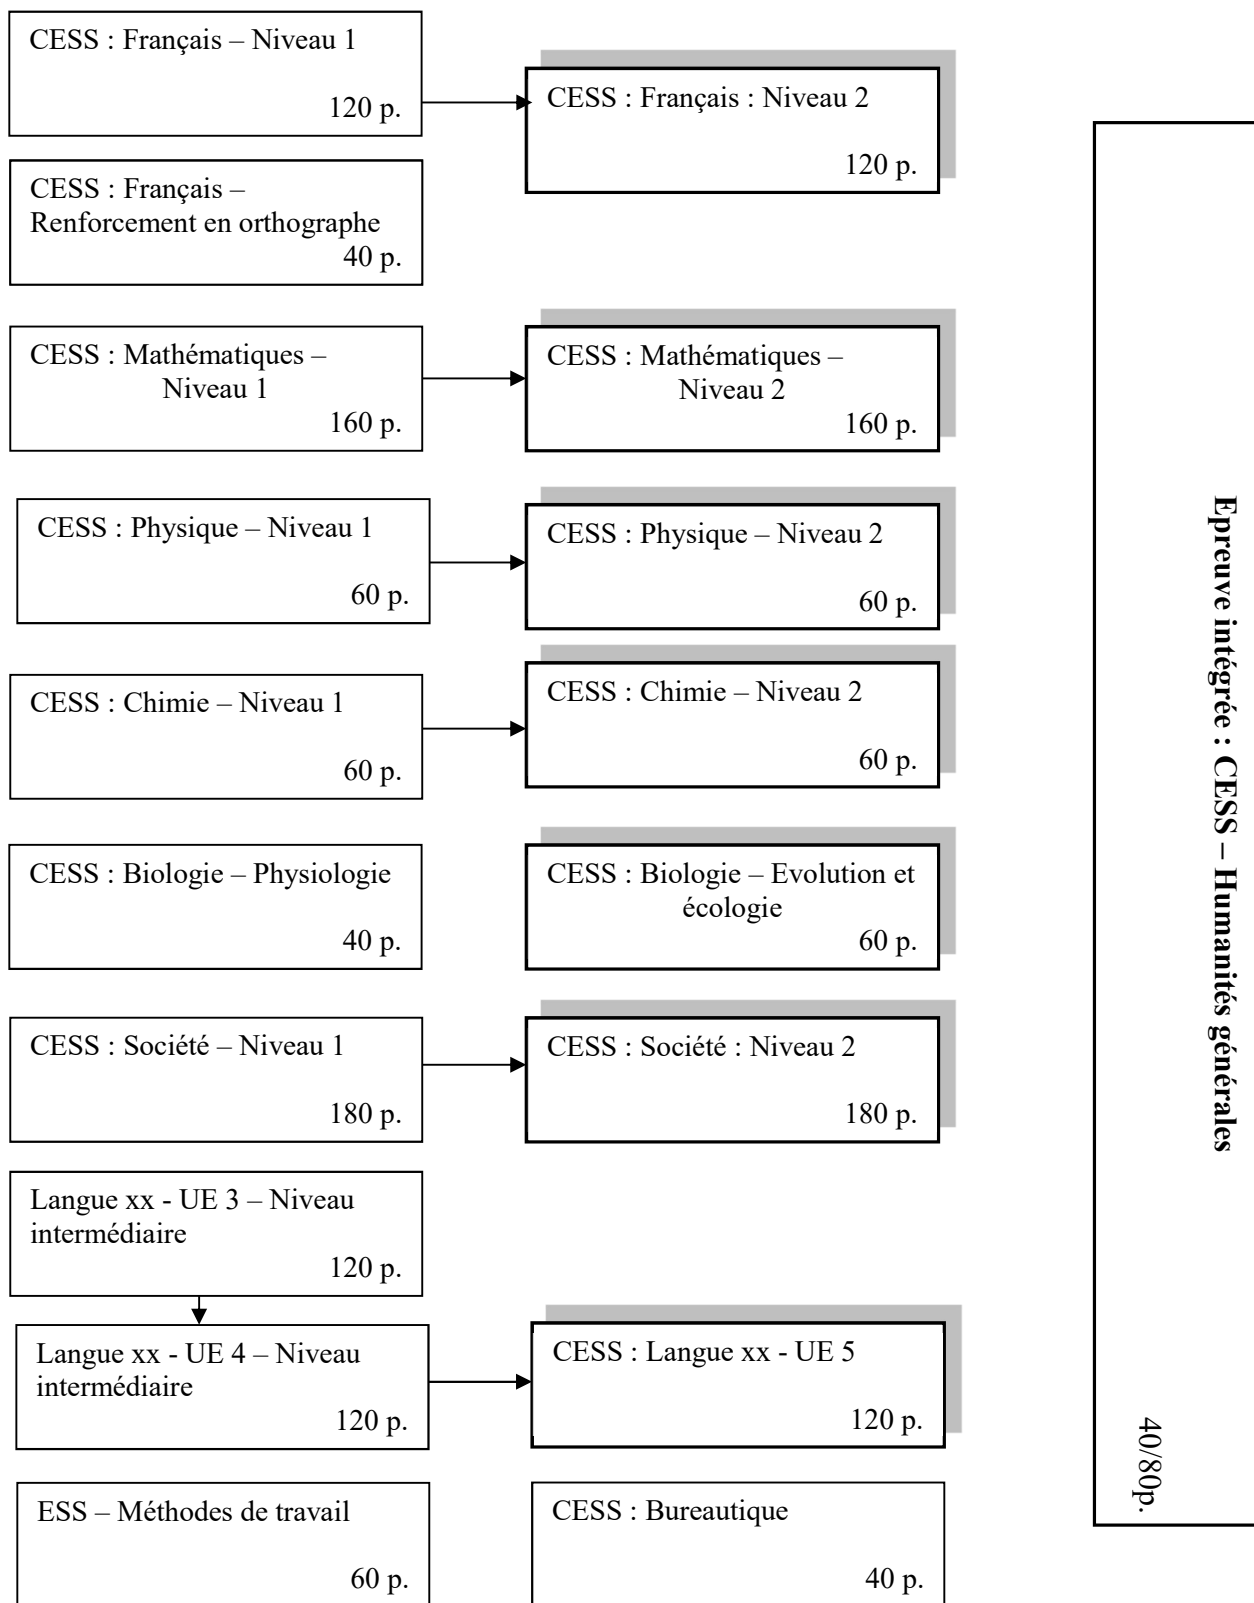 CESS : Français – Niveau 1
120 p.
CESS : Français : Niveau 2
120 p.
CESS : Français –
Renforcement en orthographe
40 p.
CESS : Mathématiques –
Niveau 1
160 p.
CESS : Mathématiques –
Niveau 2
160 p.
CESS : Physique – Niveau 1
60 p.
CESS : Physique – Niveau 2
60 p.
CESS : Chimie – Niveau 1
60 p.
CESS : Chimie – Niveau 2
60 p.
CESS : Biologie – Physiologie
40 p.
CESS : Biologie – Evolution et
écologie
60 p.
CESS : Société – Niveau 1
180 p.
CESS : Société : Niveau 2
180 p.
Langue xx - UE 3 – Niveau
intermédiaire
120 p.
Langue xx - UE 4 – Niveau
intermédiaire
120 p.
CESS : Langue xx - UE 5
120 p.
ESS – Méthodes de travail
60 p.
CESS : Bureautique
40 p.
Epreuve intégrée : CESS – Humanités générales
40/80p.